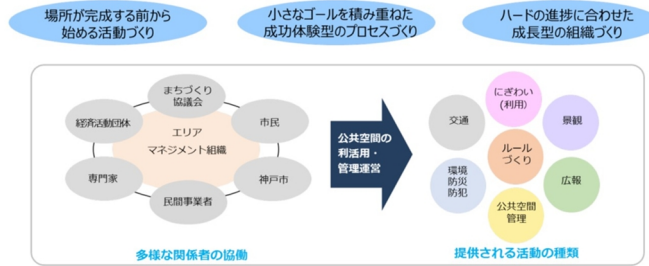 場所が完成する前から
始める活動づくり
小さなゴールを積み重ねた
成功体験型のプロセスづくり
ハードの進捗に合わせた
成長型の組織づくり
まちづくり
協議会
経済活動団体
市民
エリア
マネジメント組織
専門家
神戸市
民間事業者
多様な関係者の協働
公共空間の
利活用・
管理運営
にぎわい
(利用)
交通
景観
ルール
づくり
環境
防災
防犯
広報
公共空間
管理
提供される活動の種類